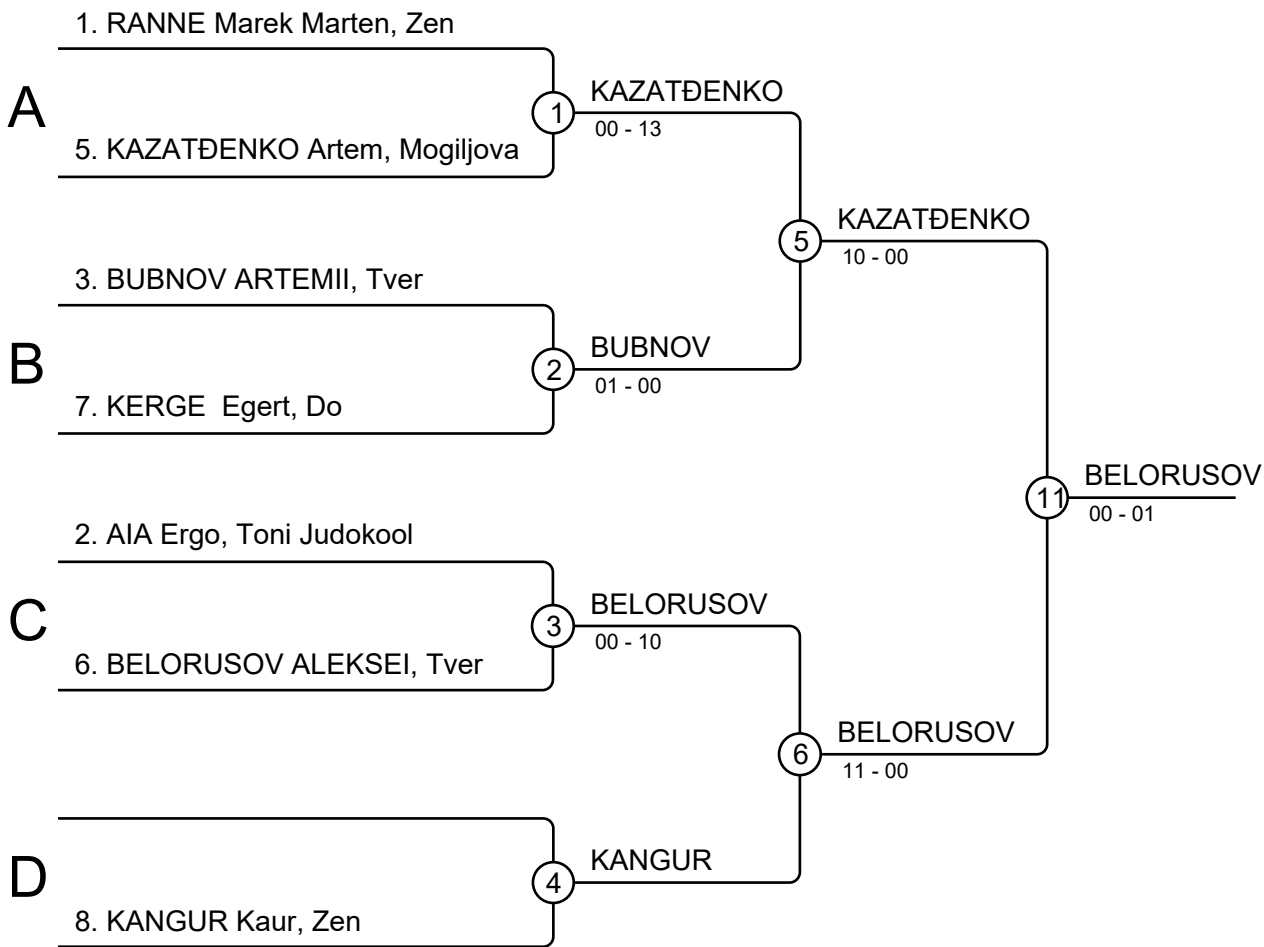 1. RANNE Marek Marten, Zen
A
1
KAZATĐENKO
00 - 13
5. KAZATĐENKO Artem, Mogiljova
5
KAZATĐENKO
10 - 00
3. BUBNOV ARTEMII, Tver
B
2
BUBNOV
01 - 00
7. KERGE  Egert, Do
11
BELORUSOV
00 - 01
2. AIA Ergo, Toni Judokool
C
3
BELORUSOV
00 - 10
6. BELORUSOV ALEKSEI, Tver
6
BELORUSOV
11 - 00
D
4
KANGUR
8. KANGUR Kaur, Zen